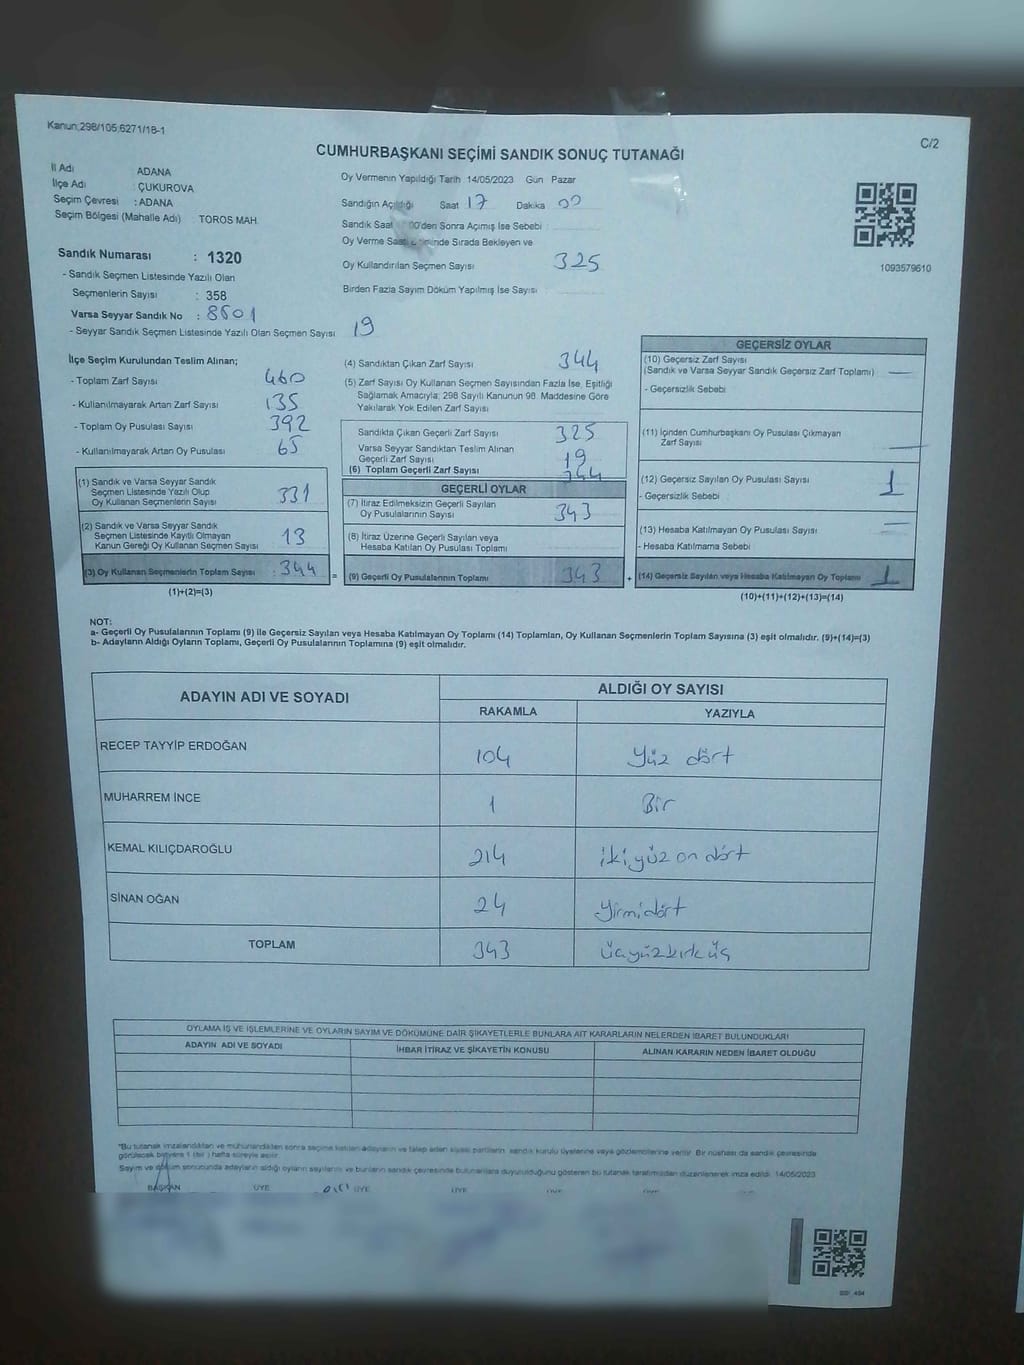 Kanun:298/105,6271/18-1
C/2
CUMHURBAŞKANI SEÇİMİ SANDIK SONUÇ TUTANAĞI
İl Adı : ADANA
İlçe Adı : ÇUKUROVA
Seçim Çevresi : ADANA
Seçim Bölgesi (Mahalle Adı) TOROS MAH.
Oy Vermenin Yapıldığı Tarih 14/05/2023 Gün Pazar
Sandığın Açıldığı Saat 17 Dakika 00
Sandık Saat 00'den Sonra Açımış İse Sebebi :
Oy Verme Saati Sırada Bekleyen ve
Oy Kullandırılan Seçmen Sayısı 325
Birden Fazla Sayım Döküm Yapılmış İse Sayısı
1093579610
Sandık Numarası : 1320
- Sandık Seçmen Listesinde Yazılı Olan
Seçmenlerin Sayısı : 358
Varsa Seyyar Sandık No : 8501
- Seyyar Sandık Seçmen Listesinde Yazılı Olan Seçmen Sayısı 19
İlçe Seçim Kurulundan Teslim Alınan;
- Toplam Zarf Sayısı 460
- Kullanılmayarak Artan Zarf Sayısı 135
- Toplam Oy Pusulası Sayısı 392
- Kullanılmayarak Artan Oy Pusulası 65
(1) Sandık ve Varsa Seyyar Sandık
Seçmen Listesinde Yazılı Olup
Oy Kullanan Seçmenlerin Sayısı 331
(2) Sandık ve Varsa Seyyar Sandık
Seçmen Listesinde Kayıtlı Olmayan
Kanun Gereği Oy Kullanan Seçmen Sayısı 13
(3) Oy Kullanan Seçmenlerin Toplam Sayısı : 344 =
(1)+(2)=(3)
(4) Sandıktan Çıkan Zarf Sayısı 344
(5) Zarf Sayısı Oy Kullanan Seçmen Sayısından Fazla İse, Eşitliği
Sağlamak Amacıyla; 298 Sayılı Kanunun 98. Maddesine Göre
Yakılarak Yok Edilen Zarf Sayısı
Sandıkta Çıkan Geçerli Zarf Sayısı 325
Varsa Seyyar Sandıktan Teslim Alınan
Geçerli Zarf Sayısı 19
(6) Toplam Geçerli Zarf Sayısı 344
GEÇERLİ OYLAR
(7) İtiraz Edilmeksizin Geçerli Sayılan
Oy Pusulalarının Sayısı 343
(8) İtiraz Üzerine Geçerli Sayılan veya
Hesaba Katılan Oy Pusulası Toplamı
(9) Geçerli Oy Pusulalarının Toplamı 343 +
GEÇERSİZ OYLAR
(10) Geçersiz Zarf Sayısı
(Sandık ve Varsa Seyyar Sandık Geçersiz Zarf Toplamı) —
- Geçersizlik Sebebi
(11) İçinden Cumhurbaşkanı Oy Pusulası Çıkmayan
Zarf Sayısı —
(12) Geçersiz Sayılan Oy Pusulası Sayısı 1
- Geçersizlik Sebebi
(13) Hesaba Katılmayan Oy Pusulası Sayısı —
- Hesaba Katılmama Sebebi
(14) Geçersiz Sayılan veya Hesaba Katılmayan Oy Toplamı 1
(10)+(11)+(12)+(13)=(14)
NOT:
a- Geçerli Oy Pusulalarının Toplamı (9) ile Geçersiz Sayılan veya Hesaba Katılmayan Oy Toplamı (14) Toplamları, Oy Kullanan Seçmenlerin Toplam Sayısına (3) eşit olmalıdır. (9)+(14)=(3)
b- Adayların Aldığı Oyların Toplamı, Geçerli Oy Pusulalarının Toplamına (9) eşit olmalıdır.
ADAYIN ADI VE SOYADI ALDIĞI OY SAYISI
RAKAMLA YAZIYLA
RECEP TAYYİP ERDOĞAN 104 Yüz dört
MUHARREM İNCE 1 Bir
KEMAL KILIÇDAROĞLU 214 ikiyüz on dört
SİNAN OĞAN 24 Yirmidört
TOPLAM 343 üçyüzkırküç
OYLAMA İŞ VE İŞLEMLERİNE VE OYLARIN SAYIM VE DÖKÜMÜNE DAİR ŞİKAYETLERLE BUNLARA AİT KARARLARIN NELERDEN İBARET BULUNDUKLARI
ADAYIN ADI VE SOYADI İHBAR İTİRAZ VE ŞİKAYETİN KONUSU ALINAN KARARIN NEDEN İBARET OLDUĞU
*Bu tutanak imzalandıktan ve mühürlendikten sonra seçime katılan adayların ve talep eden siyasi partilerin sandık kurulu üyelerine veya gözlemcilerine verilir. Bir nüshası da sandık çevresinde
görülecek bir yere 1 (bir) hafta süreyle asılır.
Sayım ve döküm sonucunda adayların aldığı oyların sayılarını ve bunların sandık çevresinde bulunanlara duyurulduğunu gösteren bu tutanak tarafımızdan düzenlenerek imza edildi. 14/05/2023
BAŞKAN ÜYE ÜYE ÜYE ÜYE ÜYE